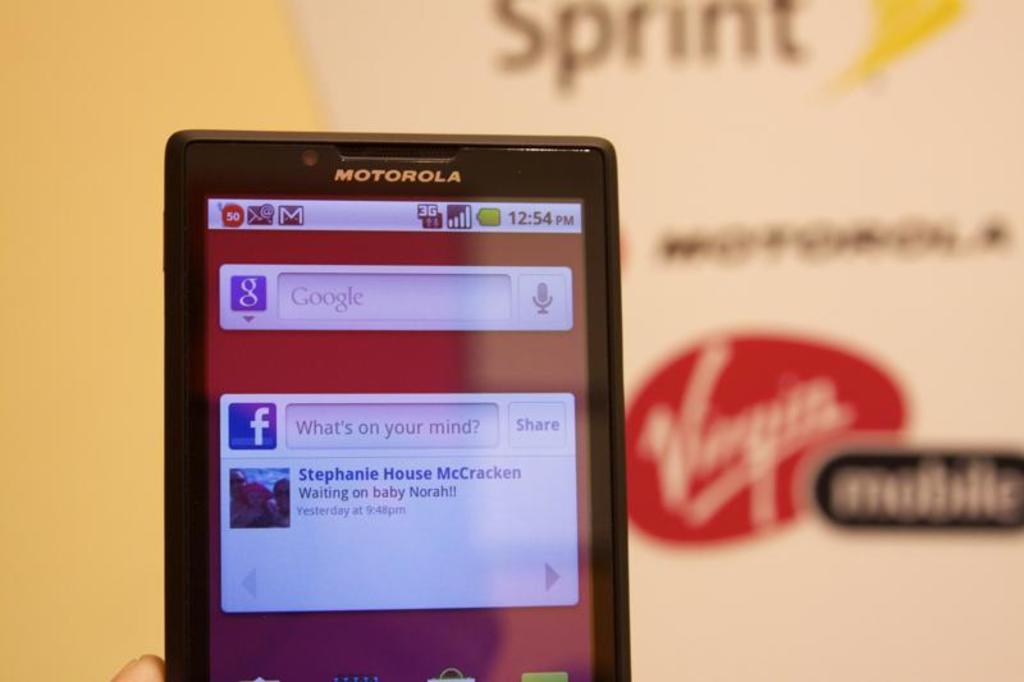 Sprint
MOTOROLA
50 3G 12:54 PM
MOTOROLA
g Google
f What's on your mind? Share
Virgin
mobile
Stephanie House McCracken
Waiting on baby Norah!!
Yesterday at 9:48pm